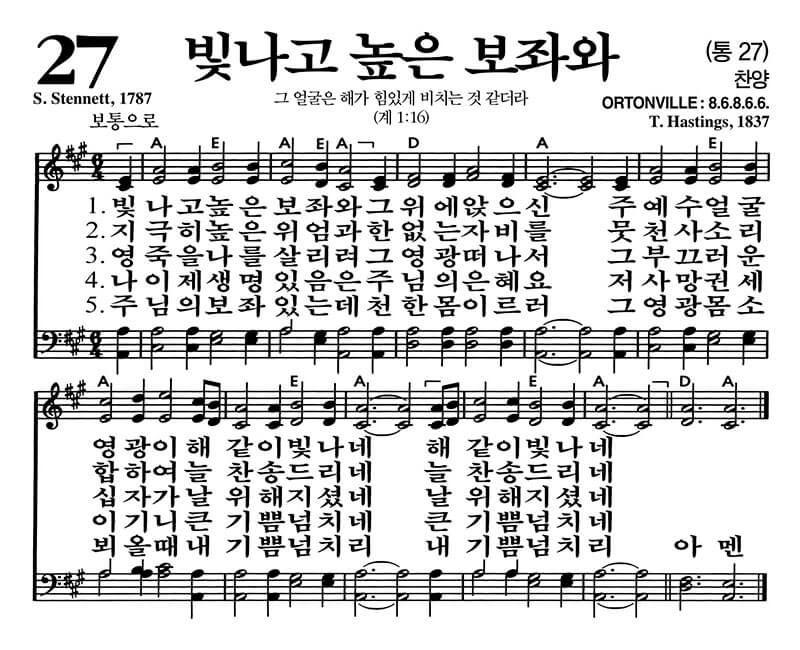 27
빛나고 높은 보좌와
(통 27)
찬양
S. Stennett, 1787
그 얼굴은 해가 힘있게 비치는 것 같더라
(계 1:16)
ORTONVILLE : 8.6.8.6.6.
T. Hastings, 1837
보통으로
A E A E A D A E
1. 빛 나 고 높 은 보 좌 와 그 위 에 앉 으 신 주 예 수 얼 굴
2. 지 극 히 높 은 위 엄 과 한 없 는 자 비 를 뭇 천 사 소 리
3. 영 죽 을 나 를 살 리 려 그 영 광 떠 나 서 그 부 끄 러 운
4. 나 이 제 생 명 있 음 은 주 님 의 은 혜 요 저 사 망 권 세
5. 주 님 의 보 좌 있 는 데 천 한 몸 이 르 러 그 영 광 몸 소
A E A E A D A
영 광 이 해 같 이 빛 나 네 해 같 이 빛 나 네
합 하 여 늘 찬 송 드 리 네 늘 찬 송 드 리 네
십 자 가 날 위 해 지 셨 네 날 위 해 지 셨 네
이 기 니 큰 기 쁨 넘 치 네 큰 기 쁨 넘 치 네
뵈 올 때 내 기 쁨 넘 치 리 내 기 쁨 넘 치 리 아 멘